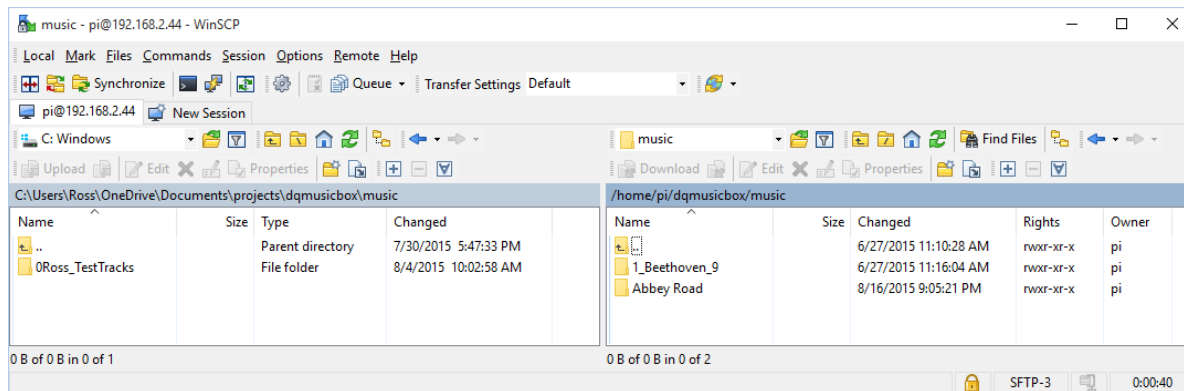 music - pi@192.168.2.44 - WinSCP
Local Mark Files Commands Session Options Remote Help
Synchronize Queue Transfer Settings Default
pi@192.168.2.44 New Session
C: Windows music Find Files
Upload Edit Properties Download Edit Properties
C:\Users\Ross\OneDrive\Documents\projects\dqmusicbox\music /home/pi/dqmusicbox/music
Name Size Type Changed Name Size Changed Rights Owner
.. Parent directory 7/30/2015 5:47:33 PM .. 6/27/2015 11:10:28 AM rwxr-xr-x pi
0Ross_TestTracks File folder 8/4/2015 10:02:58 AM 1_Beethoven_9 6/27/2015 11:16:04 AM rwxr-xr-x pi
Abbey Road 8/16/2015 9:05:21 PM rwxr-xr-x pi
0 B of 0 B in 0 of 1 0 B of 0 B in 0 of 2
SFTP-3 0:00:40